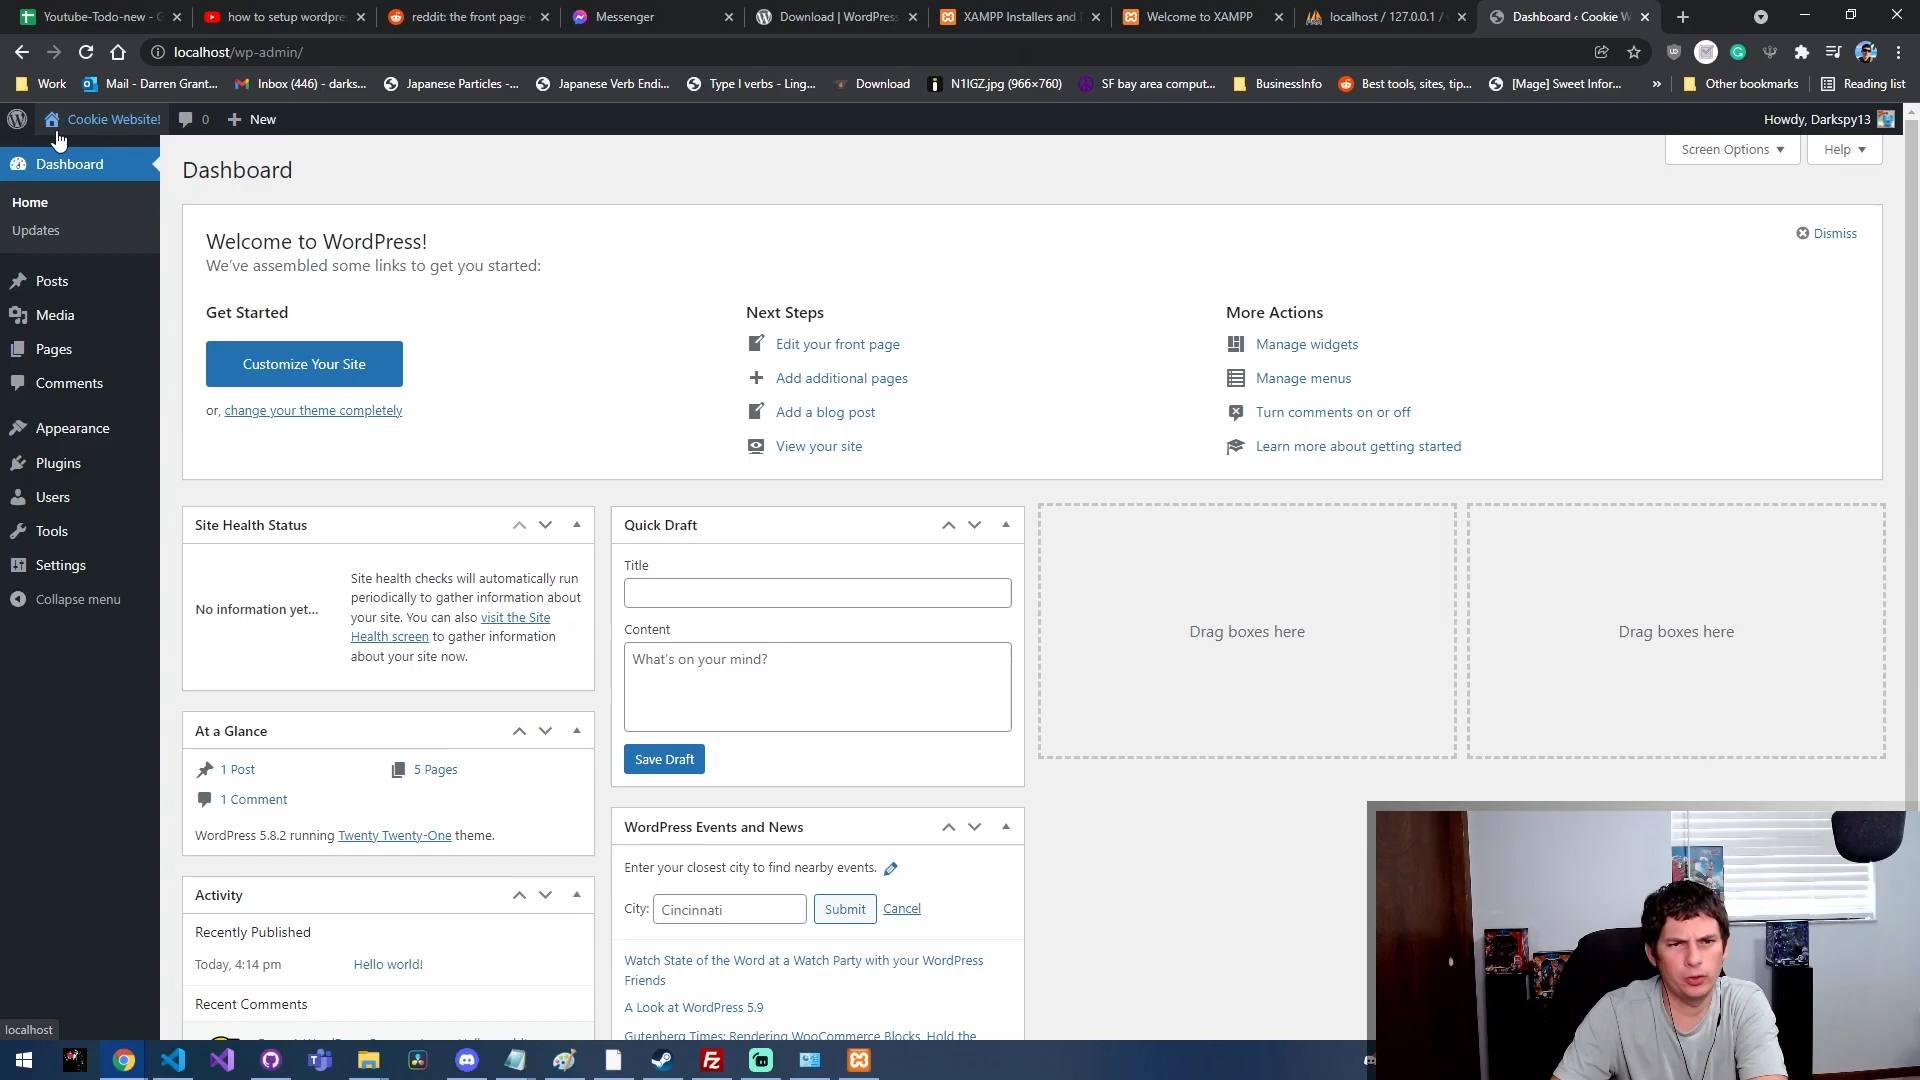 Youtube-Todo-new - G
how to setup wordpre
reddit: the front page
Messenger
Download | WordPress
XAMPP Installers and
Welcome to XAMPP
localhost / 127.0.0.1 /
Dashboard ‹ Cookie W
localhost/wp-admin/
Work
Mail - Darren Grant...
Inbox (446) - darks...
Japanese Particles -...
Japanese Verb Endi...
Type I verbs - Ling...
Download
N1IGZ.jpg (966×760)
SF bay area comput...
BusinessInfo
Best tools, sites, tip...
[Mage] Sweet Infor...
»
Other bookmarks
Reading list
Cookie Website!
0
+ New
Howdy, Darkspy13
Dashboard
Home
Updates
Posts
Media
Pages
Comments
Appearance
Plugins
Users
Tools
Settings
Collapse menu
Dashboard
Screen Options
Help
Welcome to WordPress!
We've assembled some links to get you started:
Dismiss
Get Started
Customize Your Site
or, change your theme completely
Next Steps
Edit your front page
Add additional pages
Add a blog post
View your site
More Actions
Manage widgets
Manage menus
Turn comments on or off
Learn more about getting started
Site Health Status
No information yet...
Site health checks will automatically run
periodically to gather information about
your site. You can also visit the Site
Health screen to gather information
about your site now.
At a Glance
1 Post
5 Pages
1 Comment
WordPress 5.8.2 running Twenty Twenty-One theme.
Activity
Recently Published
Today, 4:14 pm
Hello world!
Recent Comments
Quick Draft
Title
Content
What's on your mind?
Save Draft
WordPress Events and News
Enter your closest city to find nearby events.
City:
Cincinnati
Submit
Cancel
Watch State of the Word at a Watch Party with your WordPress
Friends
A Look at WordPress 5.9
Gutenberg Times: Rendering WooCommerce Blocks, Hold the
Drag boxes here
Drag boxes here
localhost